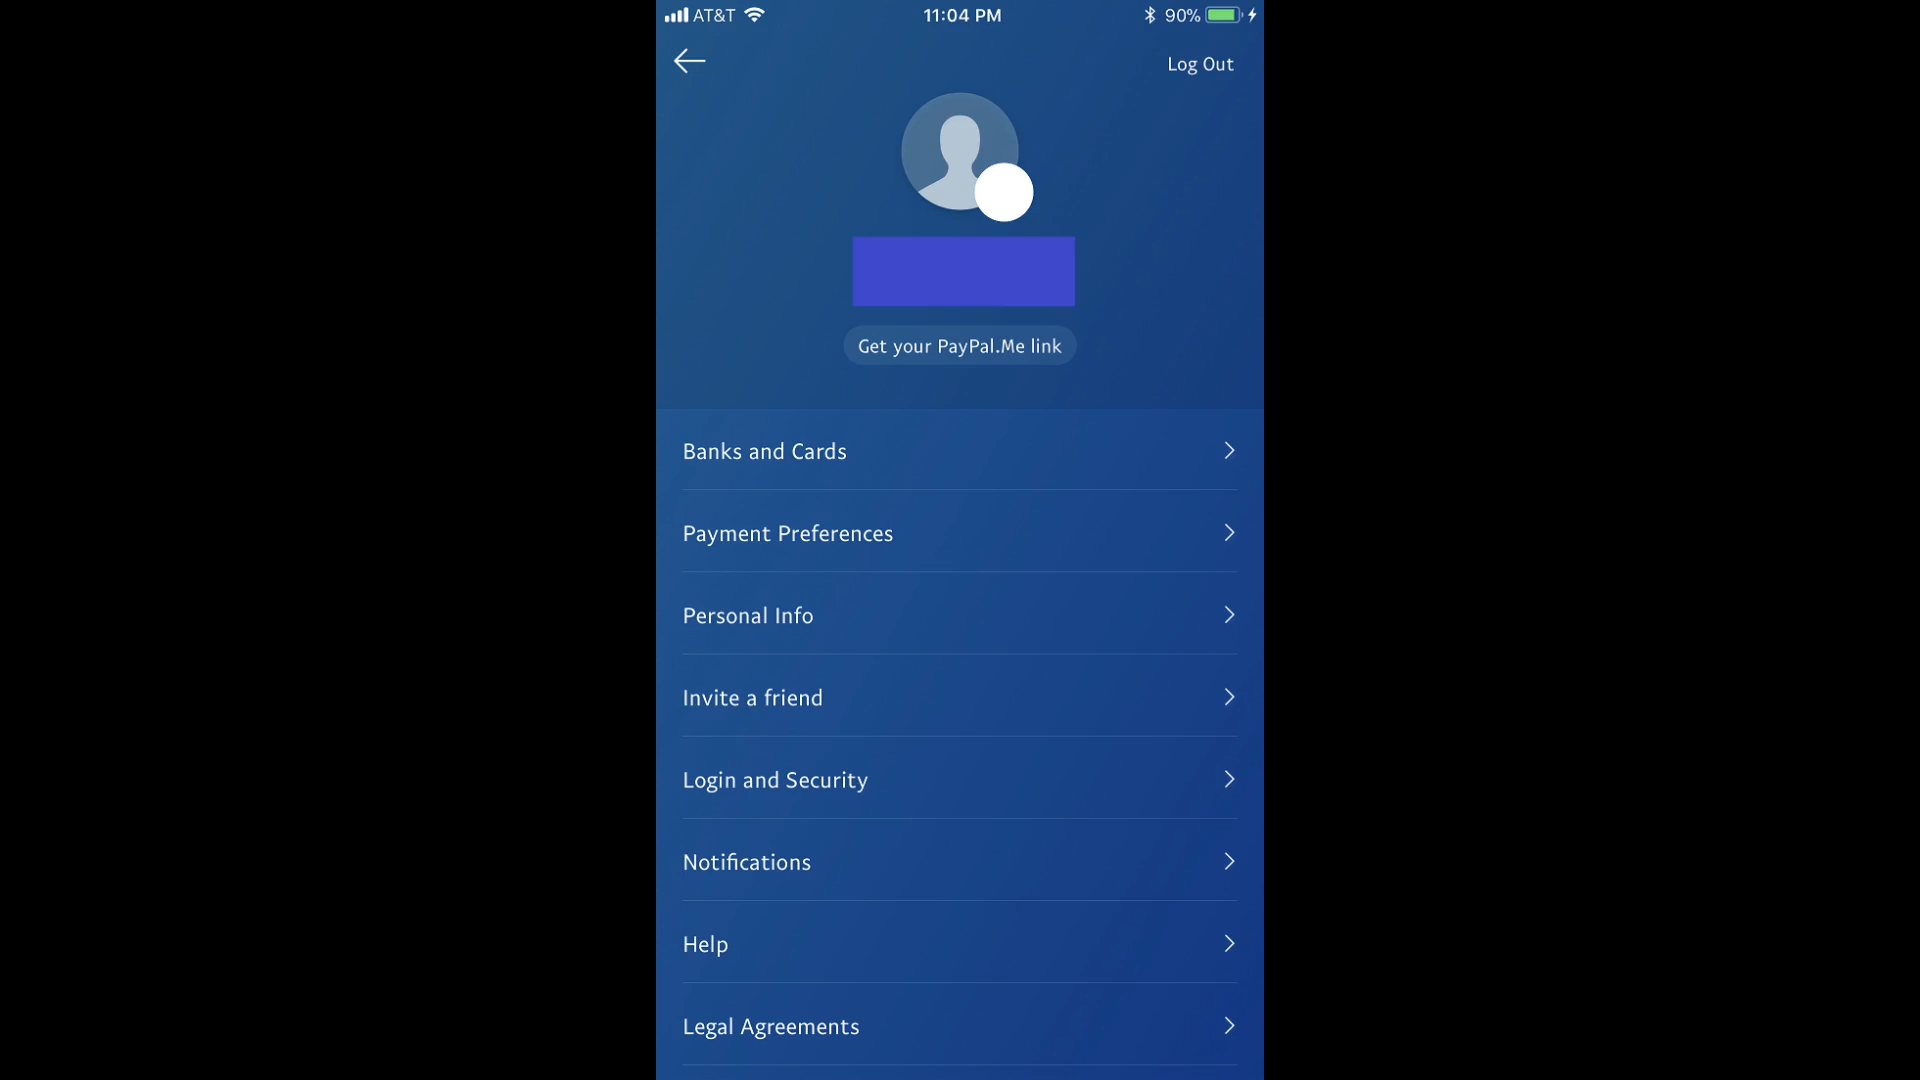 AT&T 11:04 PM 90%
Log Out
Get your PayPal.Me link
Banks and Cards
Payment Preferences
Personal Info
Invite a friend
Login and Security
Notifications
Help
Legal Agreements